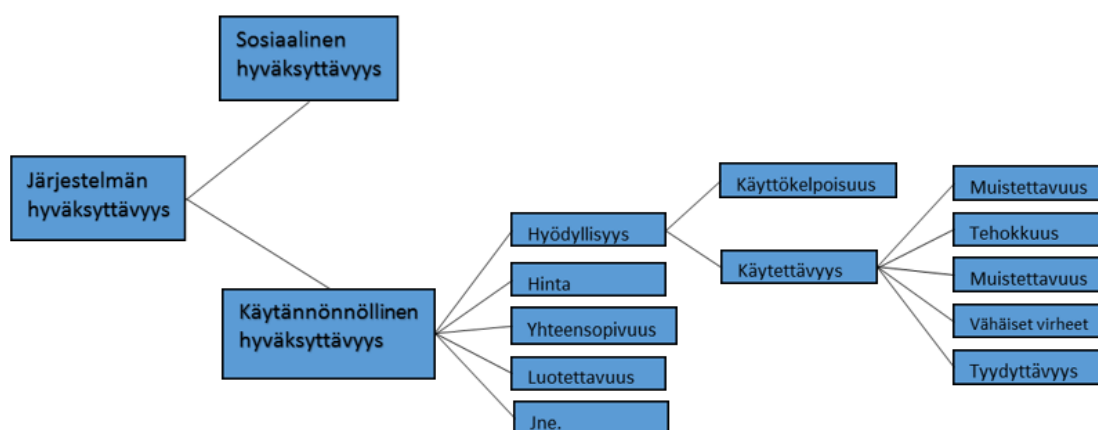 Sosiaalinen
hyväksyttävyys
Järjestelmän
hyväksyttävyys
Käytännönnöllinen
hyväksyttävyys
Hyödyllisyys
Hinta
Yhteensopivuus
Luotettavuus
Jne.
Käyttökelpoisuus
Käytettävyys
Muistettavuus
Tehokkuus
Muistettavuus
Vähäiset virheet
Tyydyttävyys